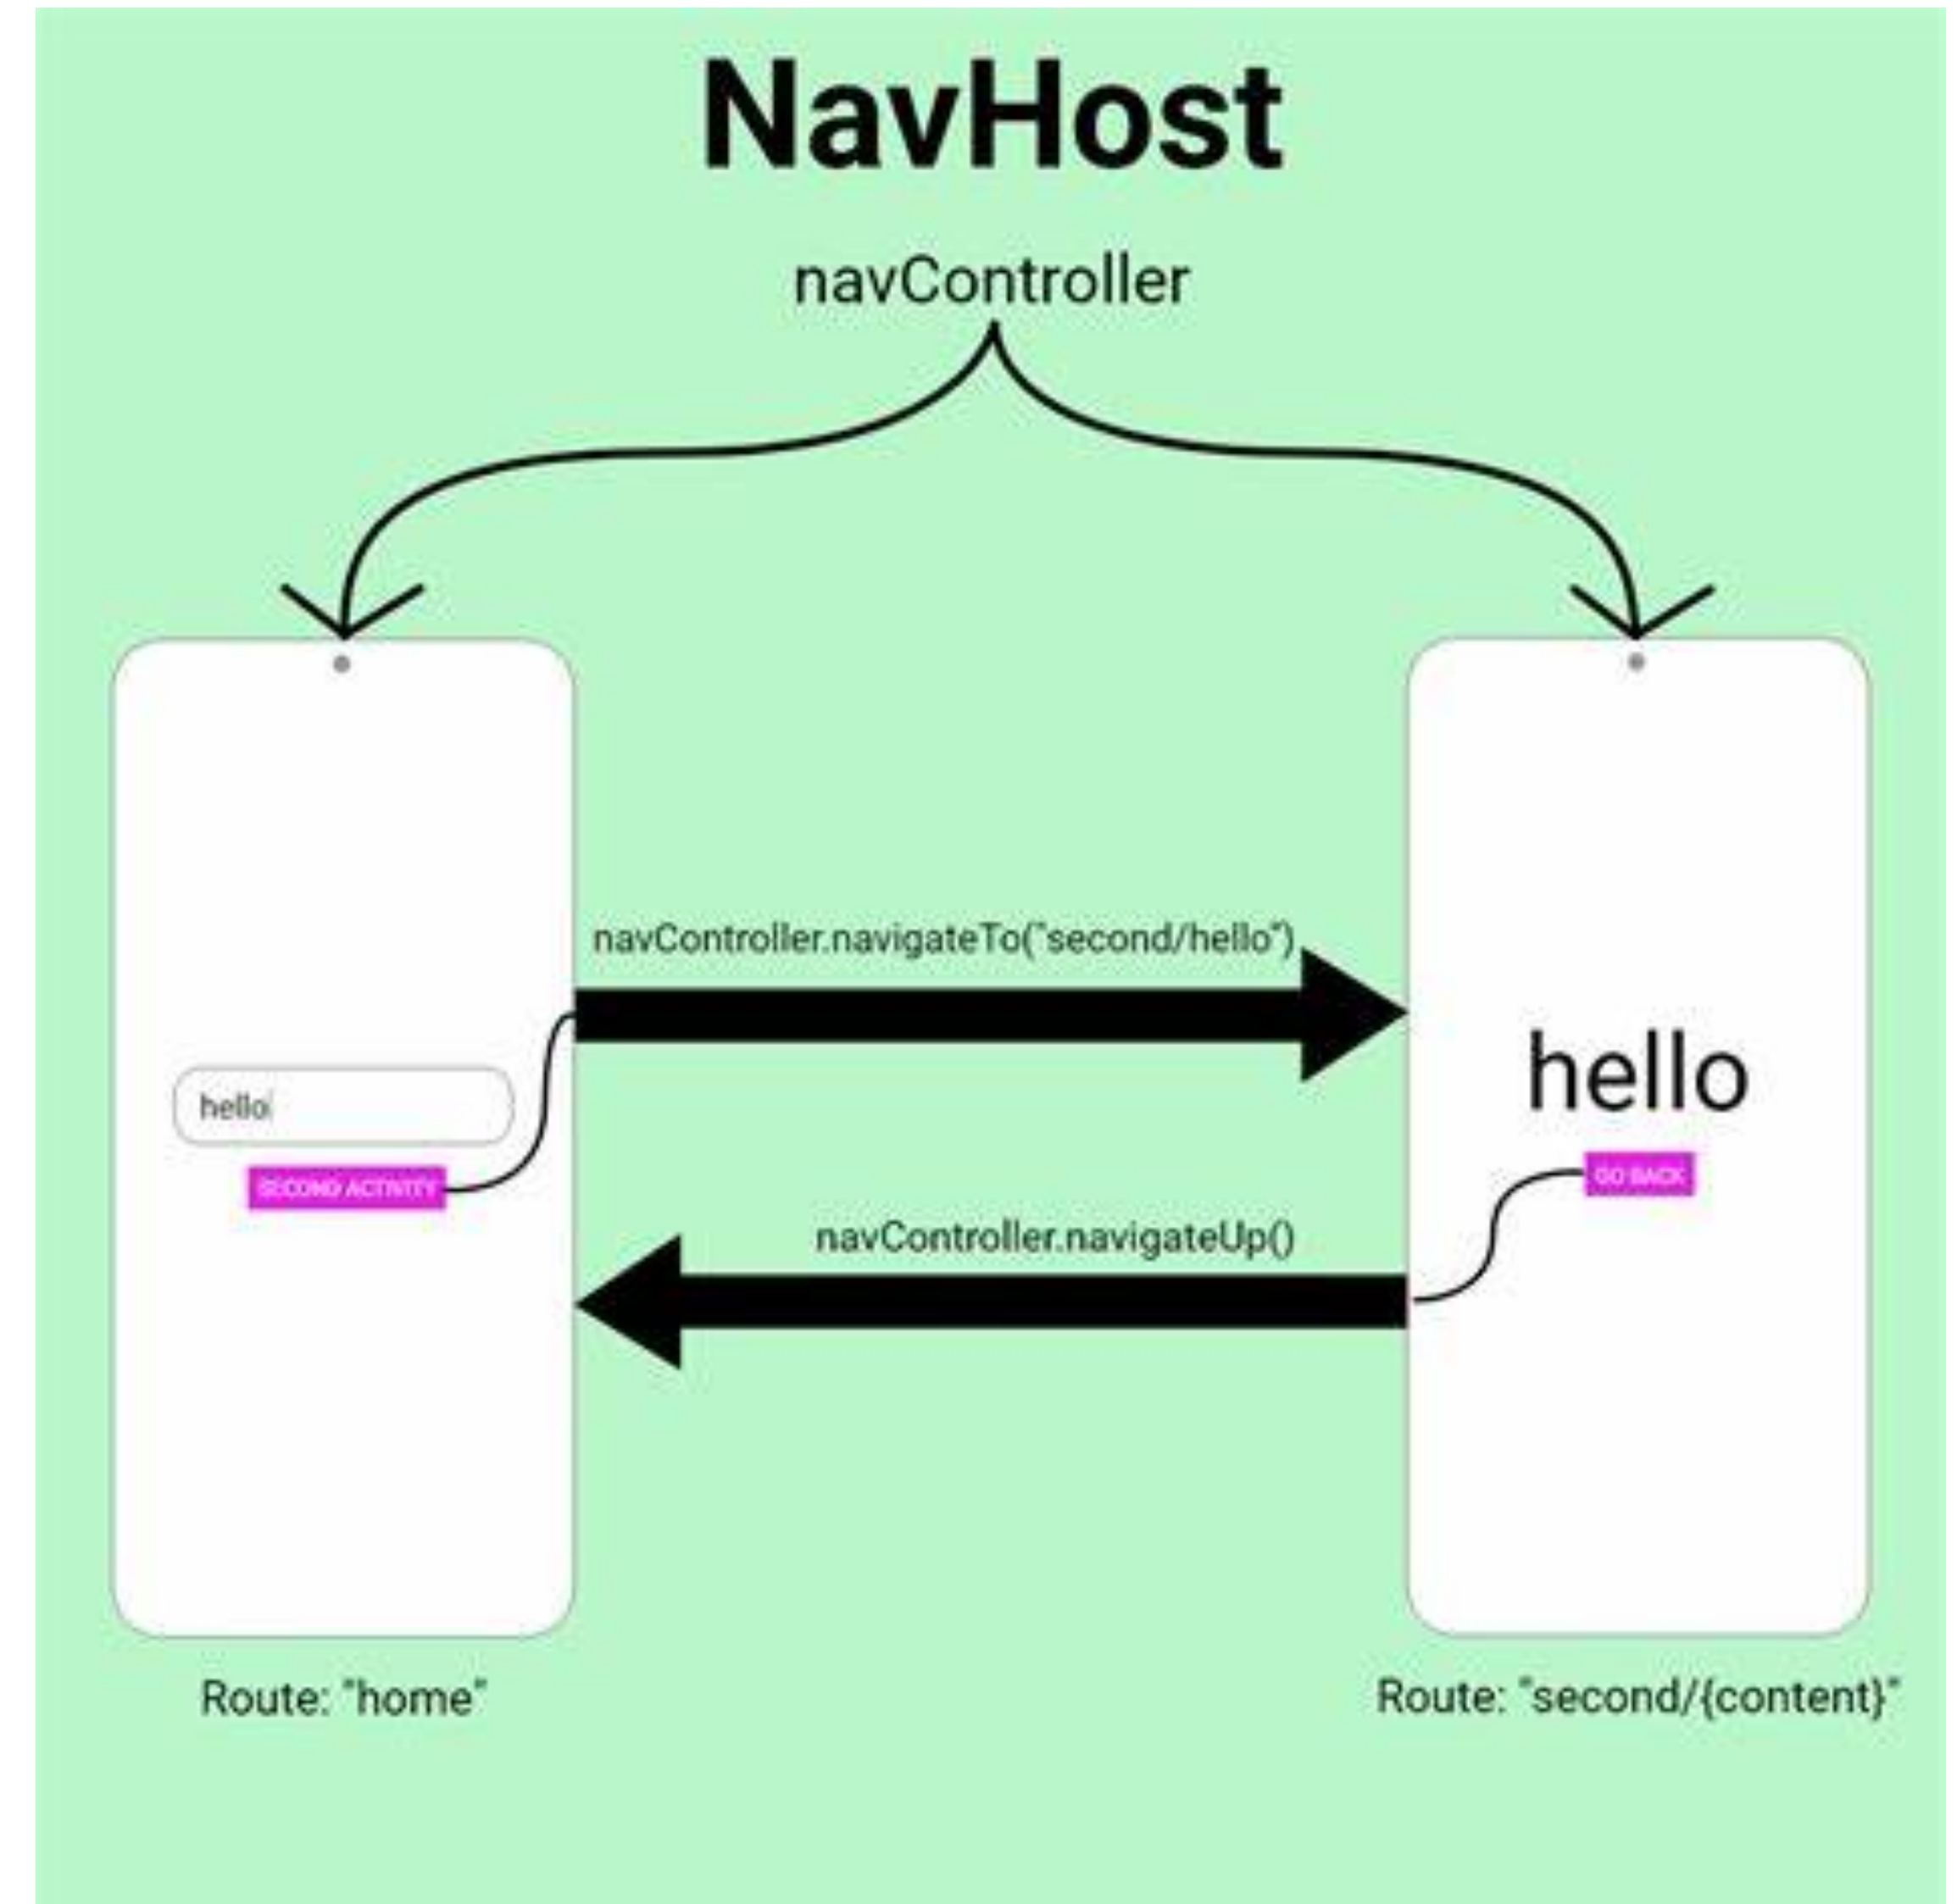 NavHost
navController
navController.navigateTo("second/hello")
hello
SECOND ACTIVITY
hello
GO BACK
navController.navigateUp()
Route: "home"
Route: "second/{content}"